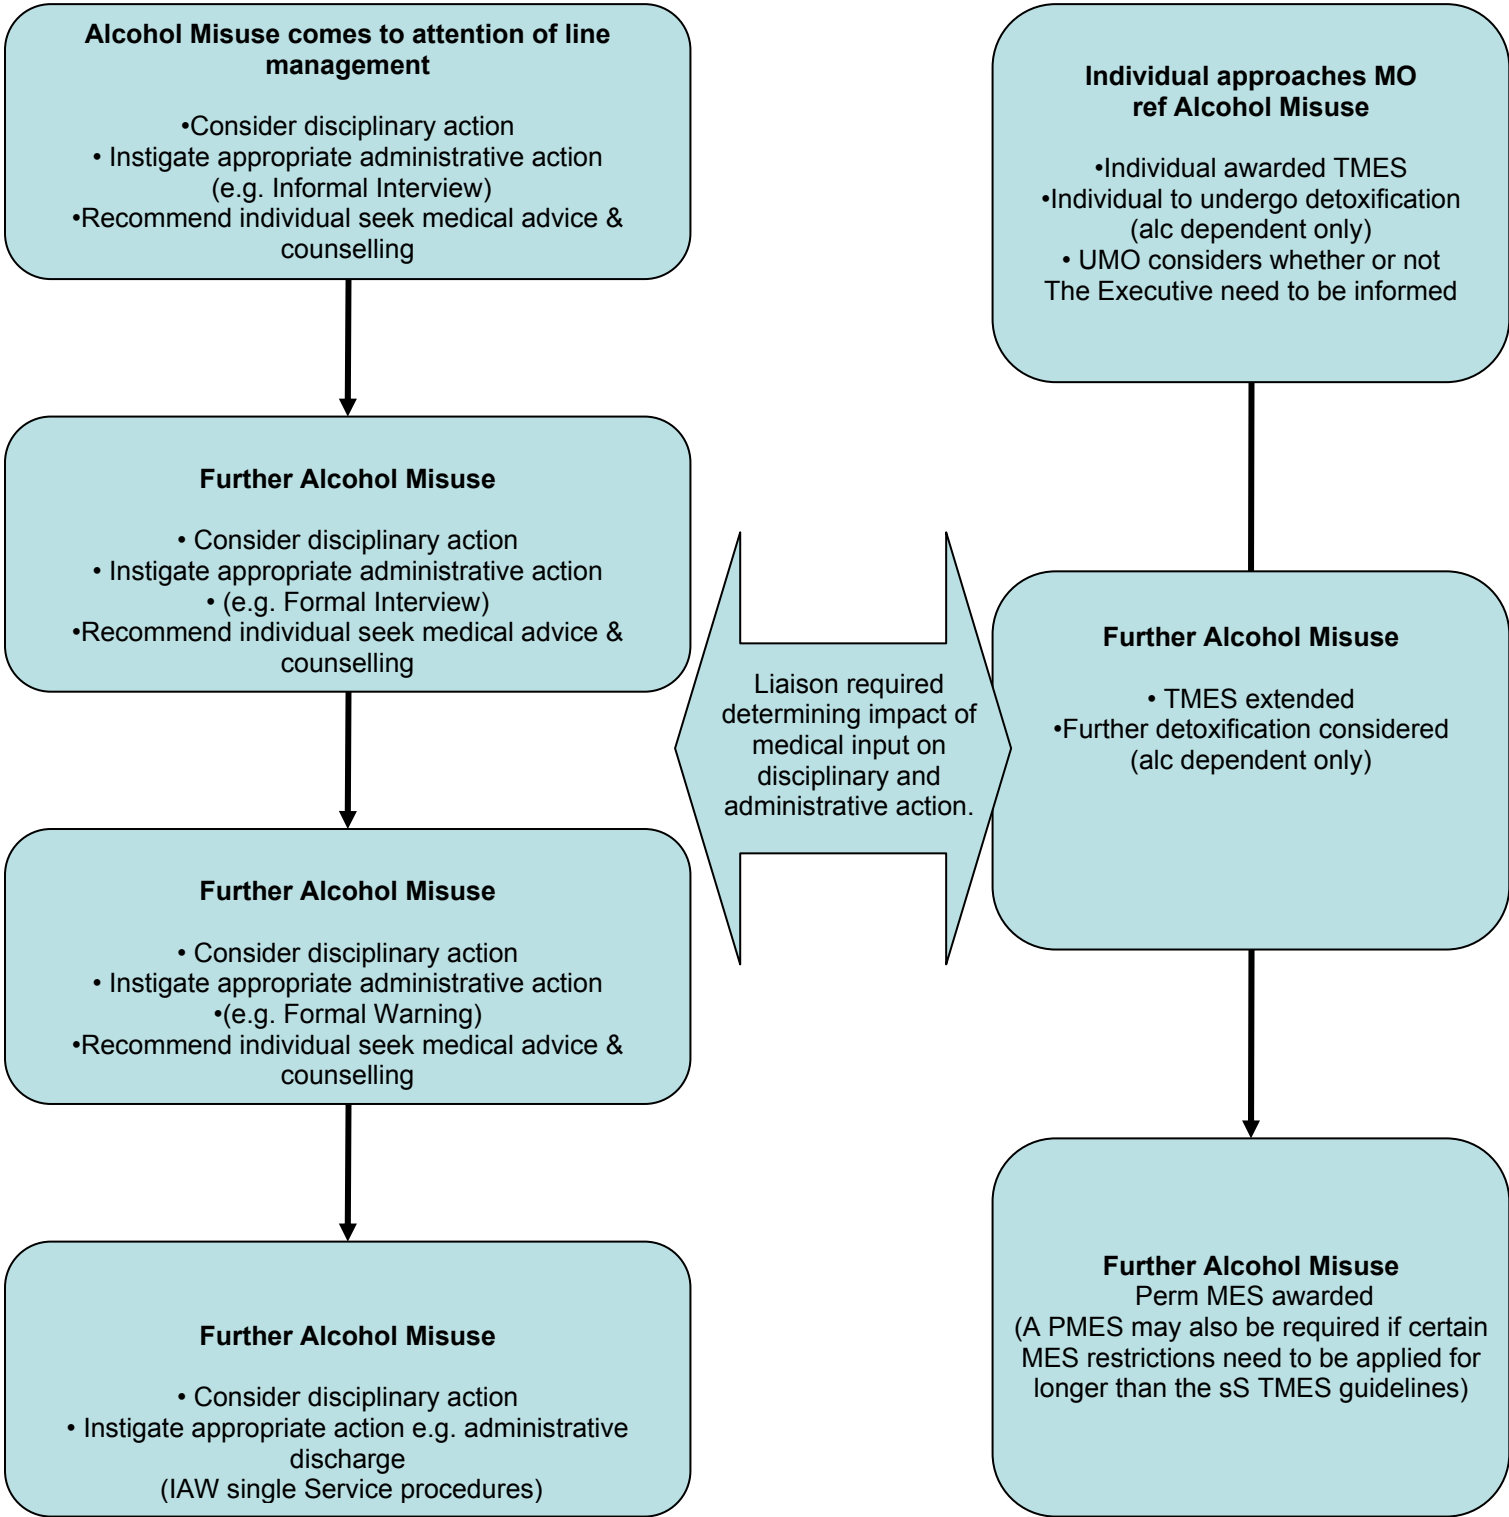 Alcohol Misuse comes to attention of line
management
•Consider disciplinary action
• Instigate appropriate administrative action
(e.g. Informal Interview)
•Recommend individual seek medical advice &
counselling
Further Alcohol Misuse
• Consider disciplinary action
• Instigate appropriate administrative action
• (e.g. Formal Interview)
•Recommend individual seek medical advice &
counselling
Further Alcohol Misuse
• Consider disciplinary action
• Instigate appropriate administrative action
•(e.g. Formal Warning)
•Recommend individual seek medical advice &
counselling
Further Alcohol Misuse
• Consider disciplinary action
• Instigate appropriate action e.g. administrative
discharge
(IAW single Service procedures)
Liaison required
determining impact of
medical input on
disciplinary and
administrative action.
Individual approaches MO
ref Alcohol Misuse
•Individual awarded TMES
•Individual to undergo detoxification
(alc dependent only)
• UMO considers whether or not
The Executive need to be informed
Further Alcohol Misuse
• TMES extended
•Further detoxification considered
(alc dependent only)
Further Alcohol Misuse
Perm MES awarded
(A PMES may also be required if certain
MES restrictions need to be applied for
longer than the sS TMES guidelines)